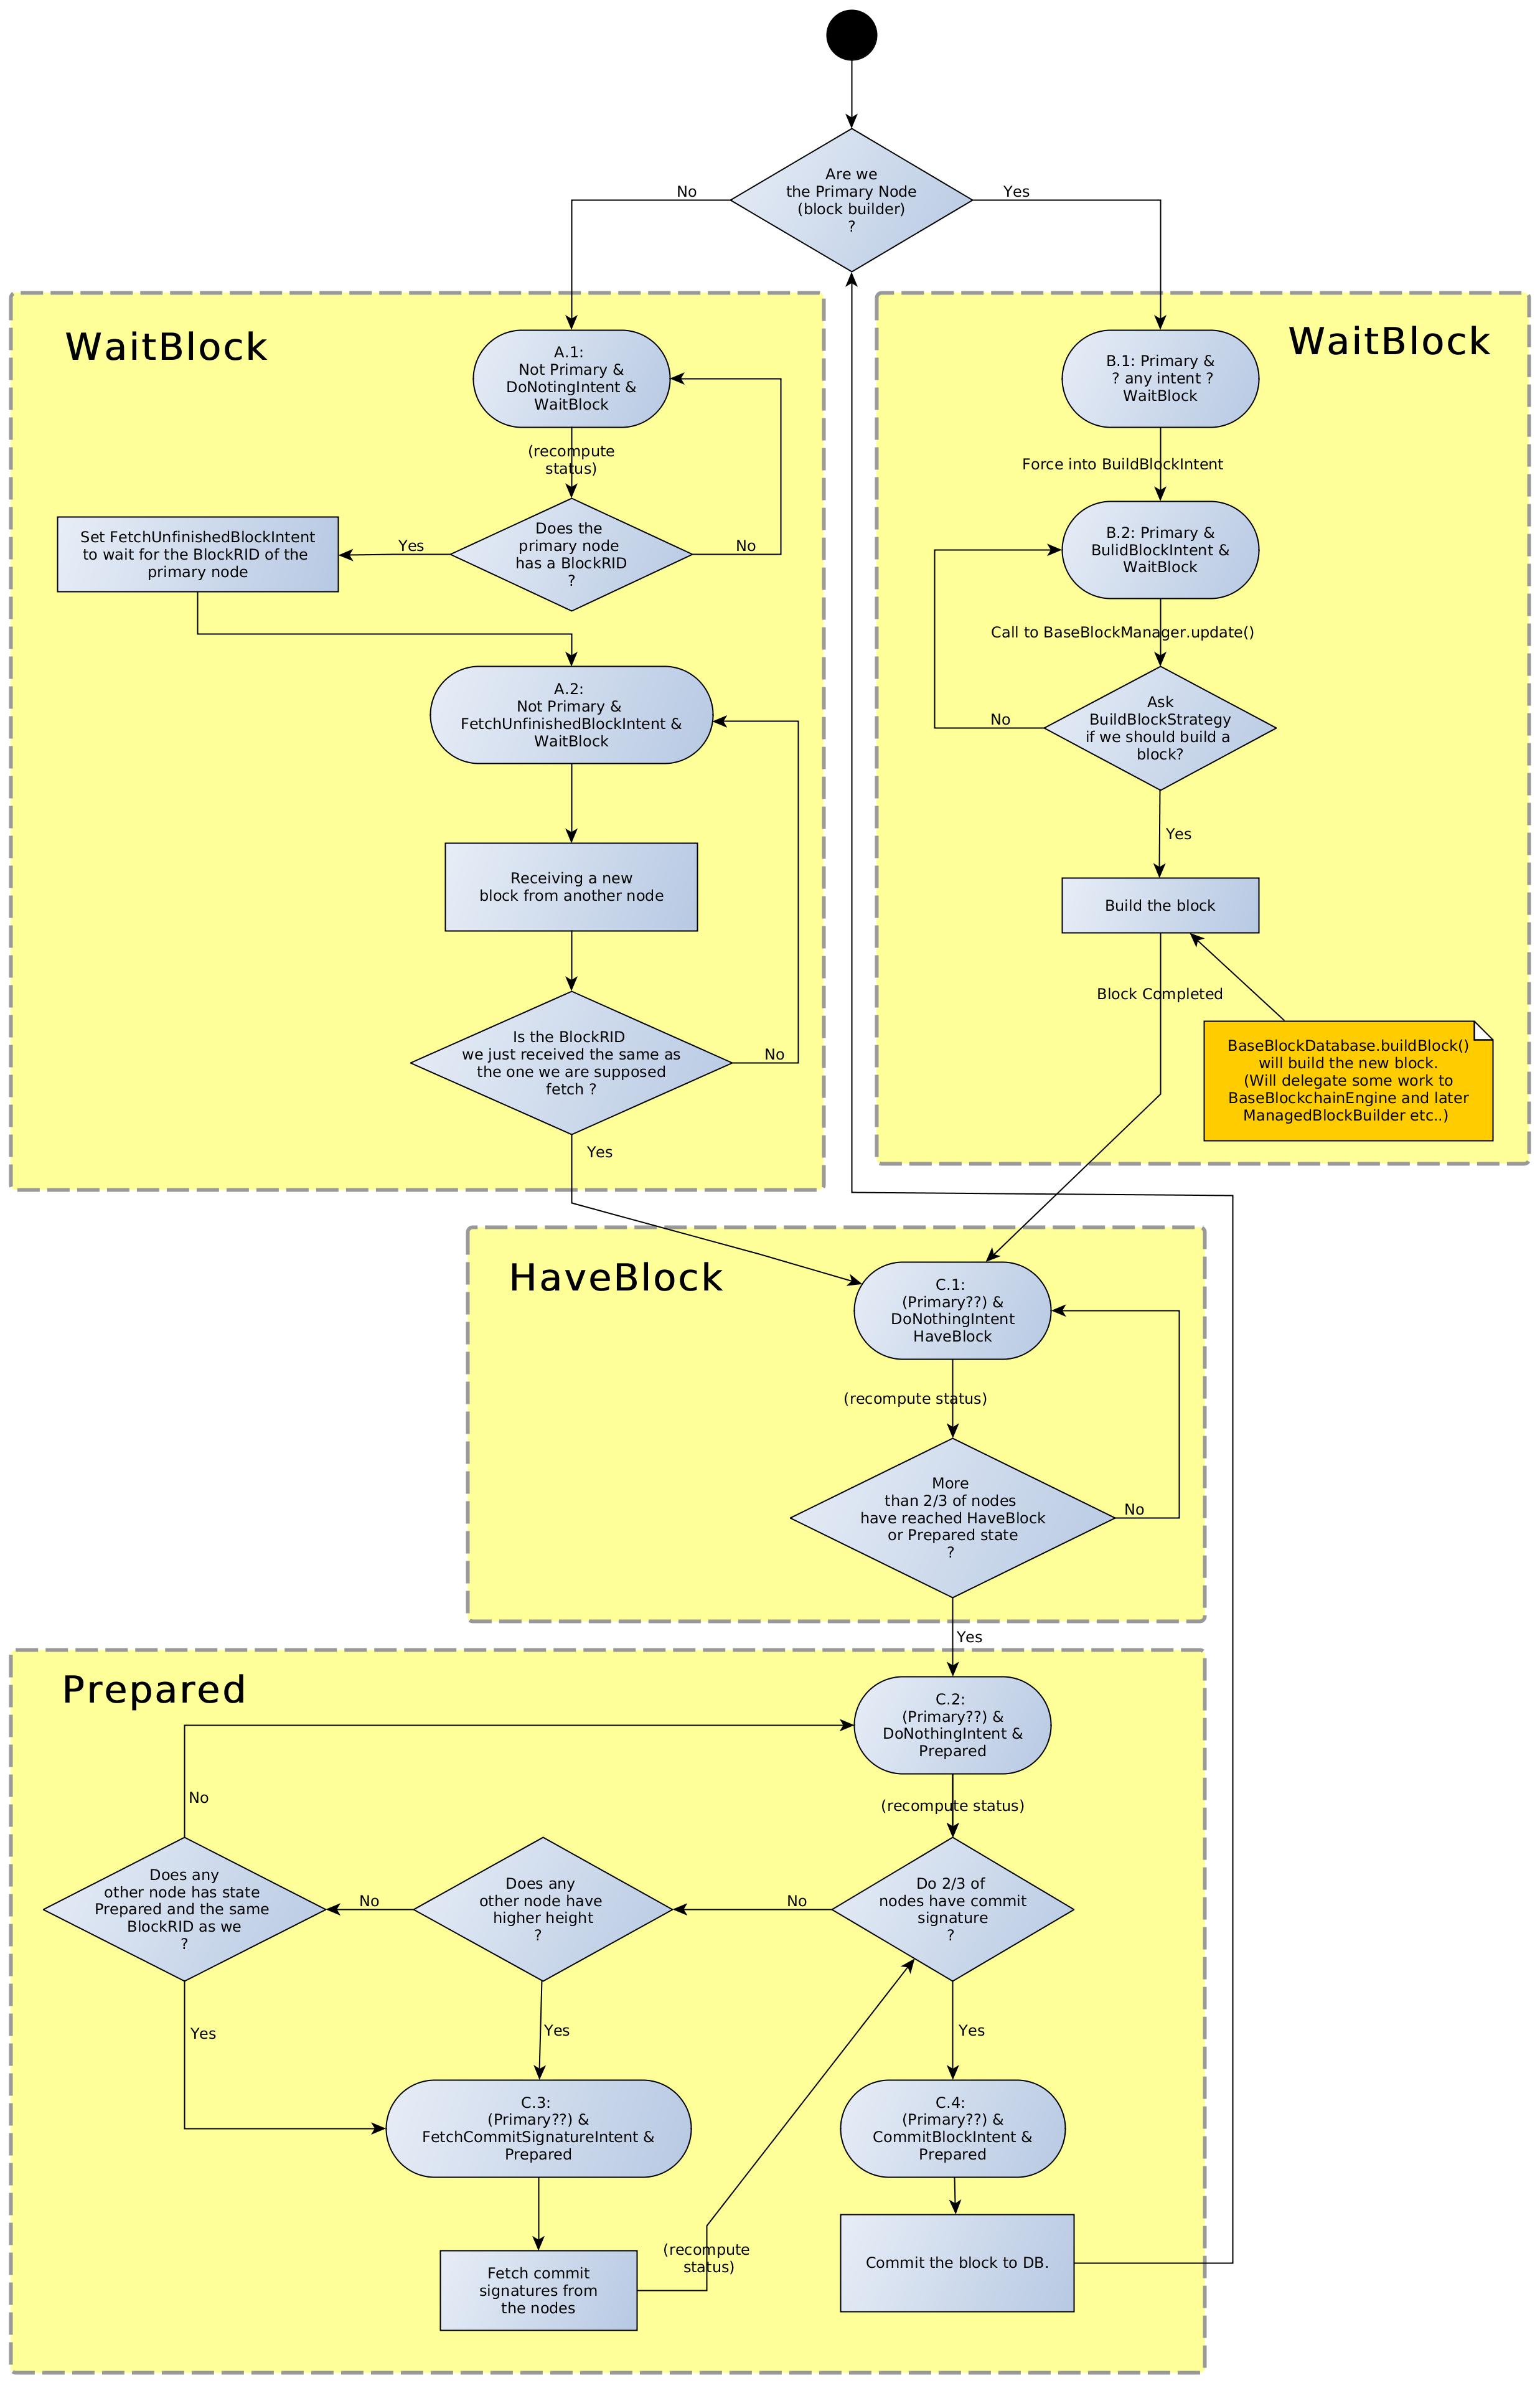 Are we
the Primary Node
(block builder)
?
No
Yes
WaitBlock
A.1:
Not Primary &
DoNotingIntent &
WaitBlock
(recompute
status)
Does the
primary node
has a BlockRID
?
Yes
No
Set FetchUnfinishedBlockIntent
to wait for the BlockRID of the
primary node
A.2:
Not Primary &
FetchUnfinishedBlockIntent &
WaitBlock
Receiving a new
block from another node
Is the BlockRID
we just received the same as
the one we are supposed
fetch ?
No
Yes
WaitBlock
B.1: Primary &
? any intent ?
WaitBlock
Force into BuildBlockIntent
B.2: Primary &
BulidBlockIntent &
WaitBlock
Call to BaseBlockManager.update()
Ask
BuildBlockStrategy
if we should build a
block?
No
Yes
Build the block
Block Completed
BaseBlockDatabase.buildBlock()
will build the new block.
(Will delegate some work to
BaseBlockchainEngine and later
ManagedBlockBuilder etc..)
HaveBlock
C.1:
(Primary??) &
DoNothingIntent
HaveBlock
(recompute status)
More
than 2/3 of nodes
have reached HaveBlock
or Prepared state
?
No
Yes
Prepared
C.2:
(Primary??) &
DoNothingIntent &
Prepared
(recompute status)
No
Does any
other node has state
Prepared and the same
BlockRID as we
?
No
Does any
other node have
higher height
?
No
Do 2/3 of
nodes have commit
signature
?
Yes
Yes
Yes
C.3:
(Primary??) &
FetchCommitSignatureIntent &
Prepared
C.4:
(Primary??) &
CommitBlockIntent &
Prepared
Fetch commit
signatures from
the nodes
(recompute
status)
Commit the block to DB.